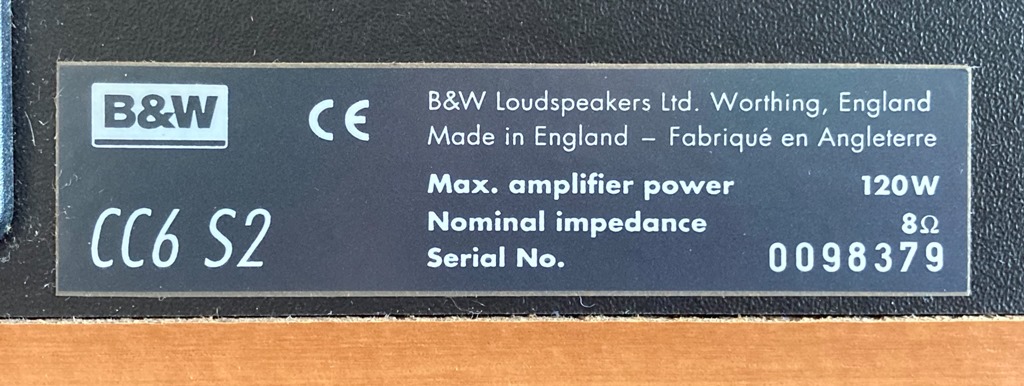 B&W
CE
B&W Loudspeakers Ltd. Worthing, England
Made in England – Fabriqué en Angleterre
CC6 S2
Max. amplifier power 120W
Nominal impedance 8Ω
Serial No. 0098379